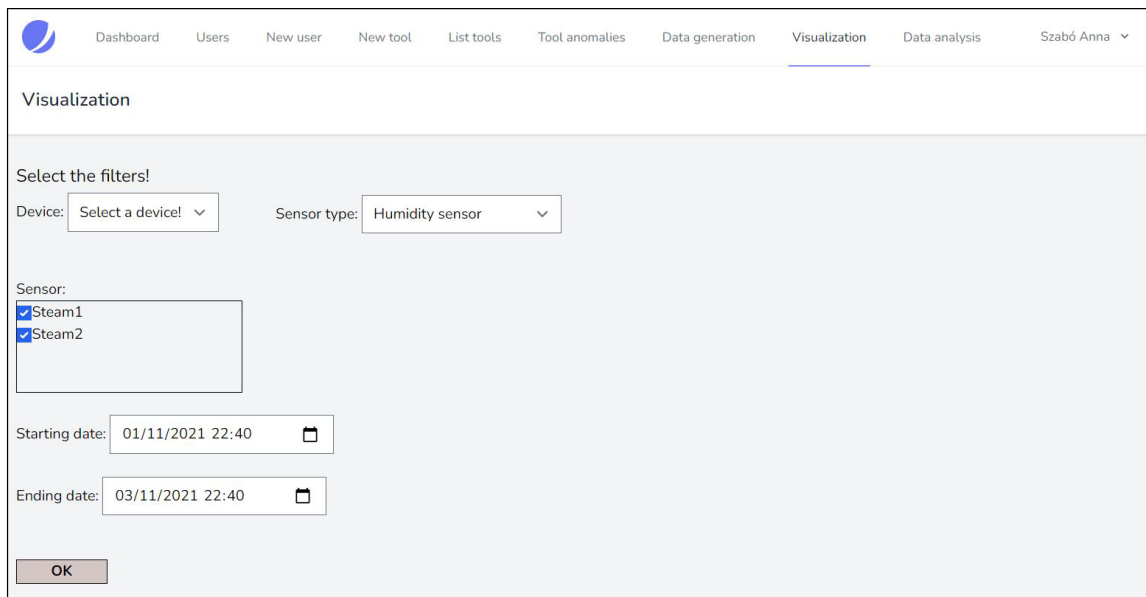 Dashboard Users New user New tool List tools Tool anomalies Data generation Visualization Data analysis Szabó Anna
Visualization
Select the filters!
Device: Select a device! Sensor type: Humidity sensor
Sensor:
Steam1
Steam2
Starting date: 01/11/2021 22:40
Ending date: 03/11/2021 22:40
OK